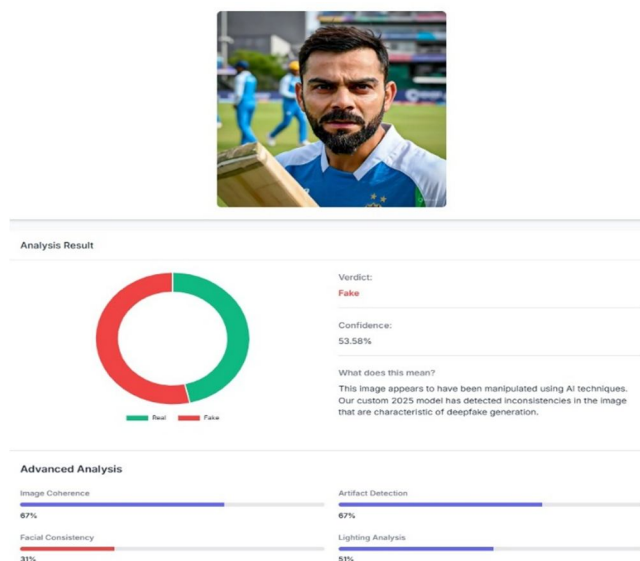 Analysis Result
Verdict:
Fake
Confidence:
53.58%
What does this mean?
This image appears to have been manipulated using AI techniques.
Our custom 2025 model has detected inconsistencies in the image
that are characteristic of deepfake generation.
Real
Fake
Advanced Analysis
Image Coherence
67%
Artifact Detection
67%
Facial Consistency
31%
Lighting Analysis
51%